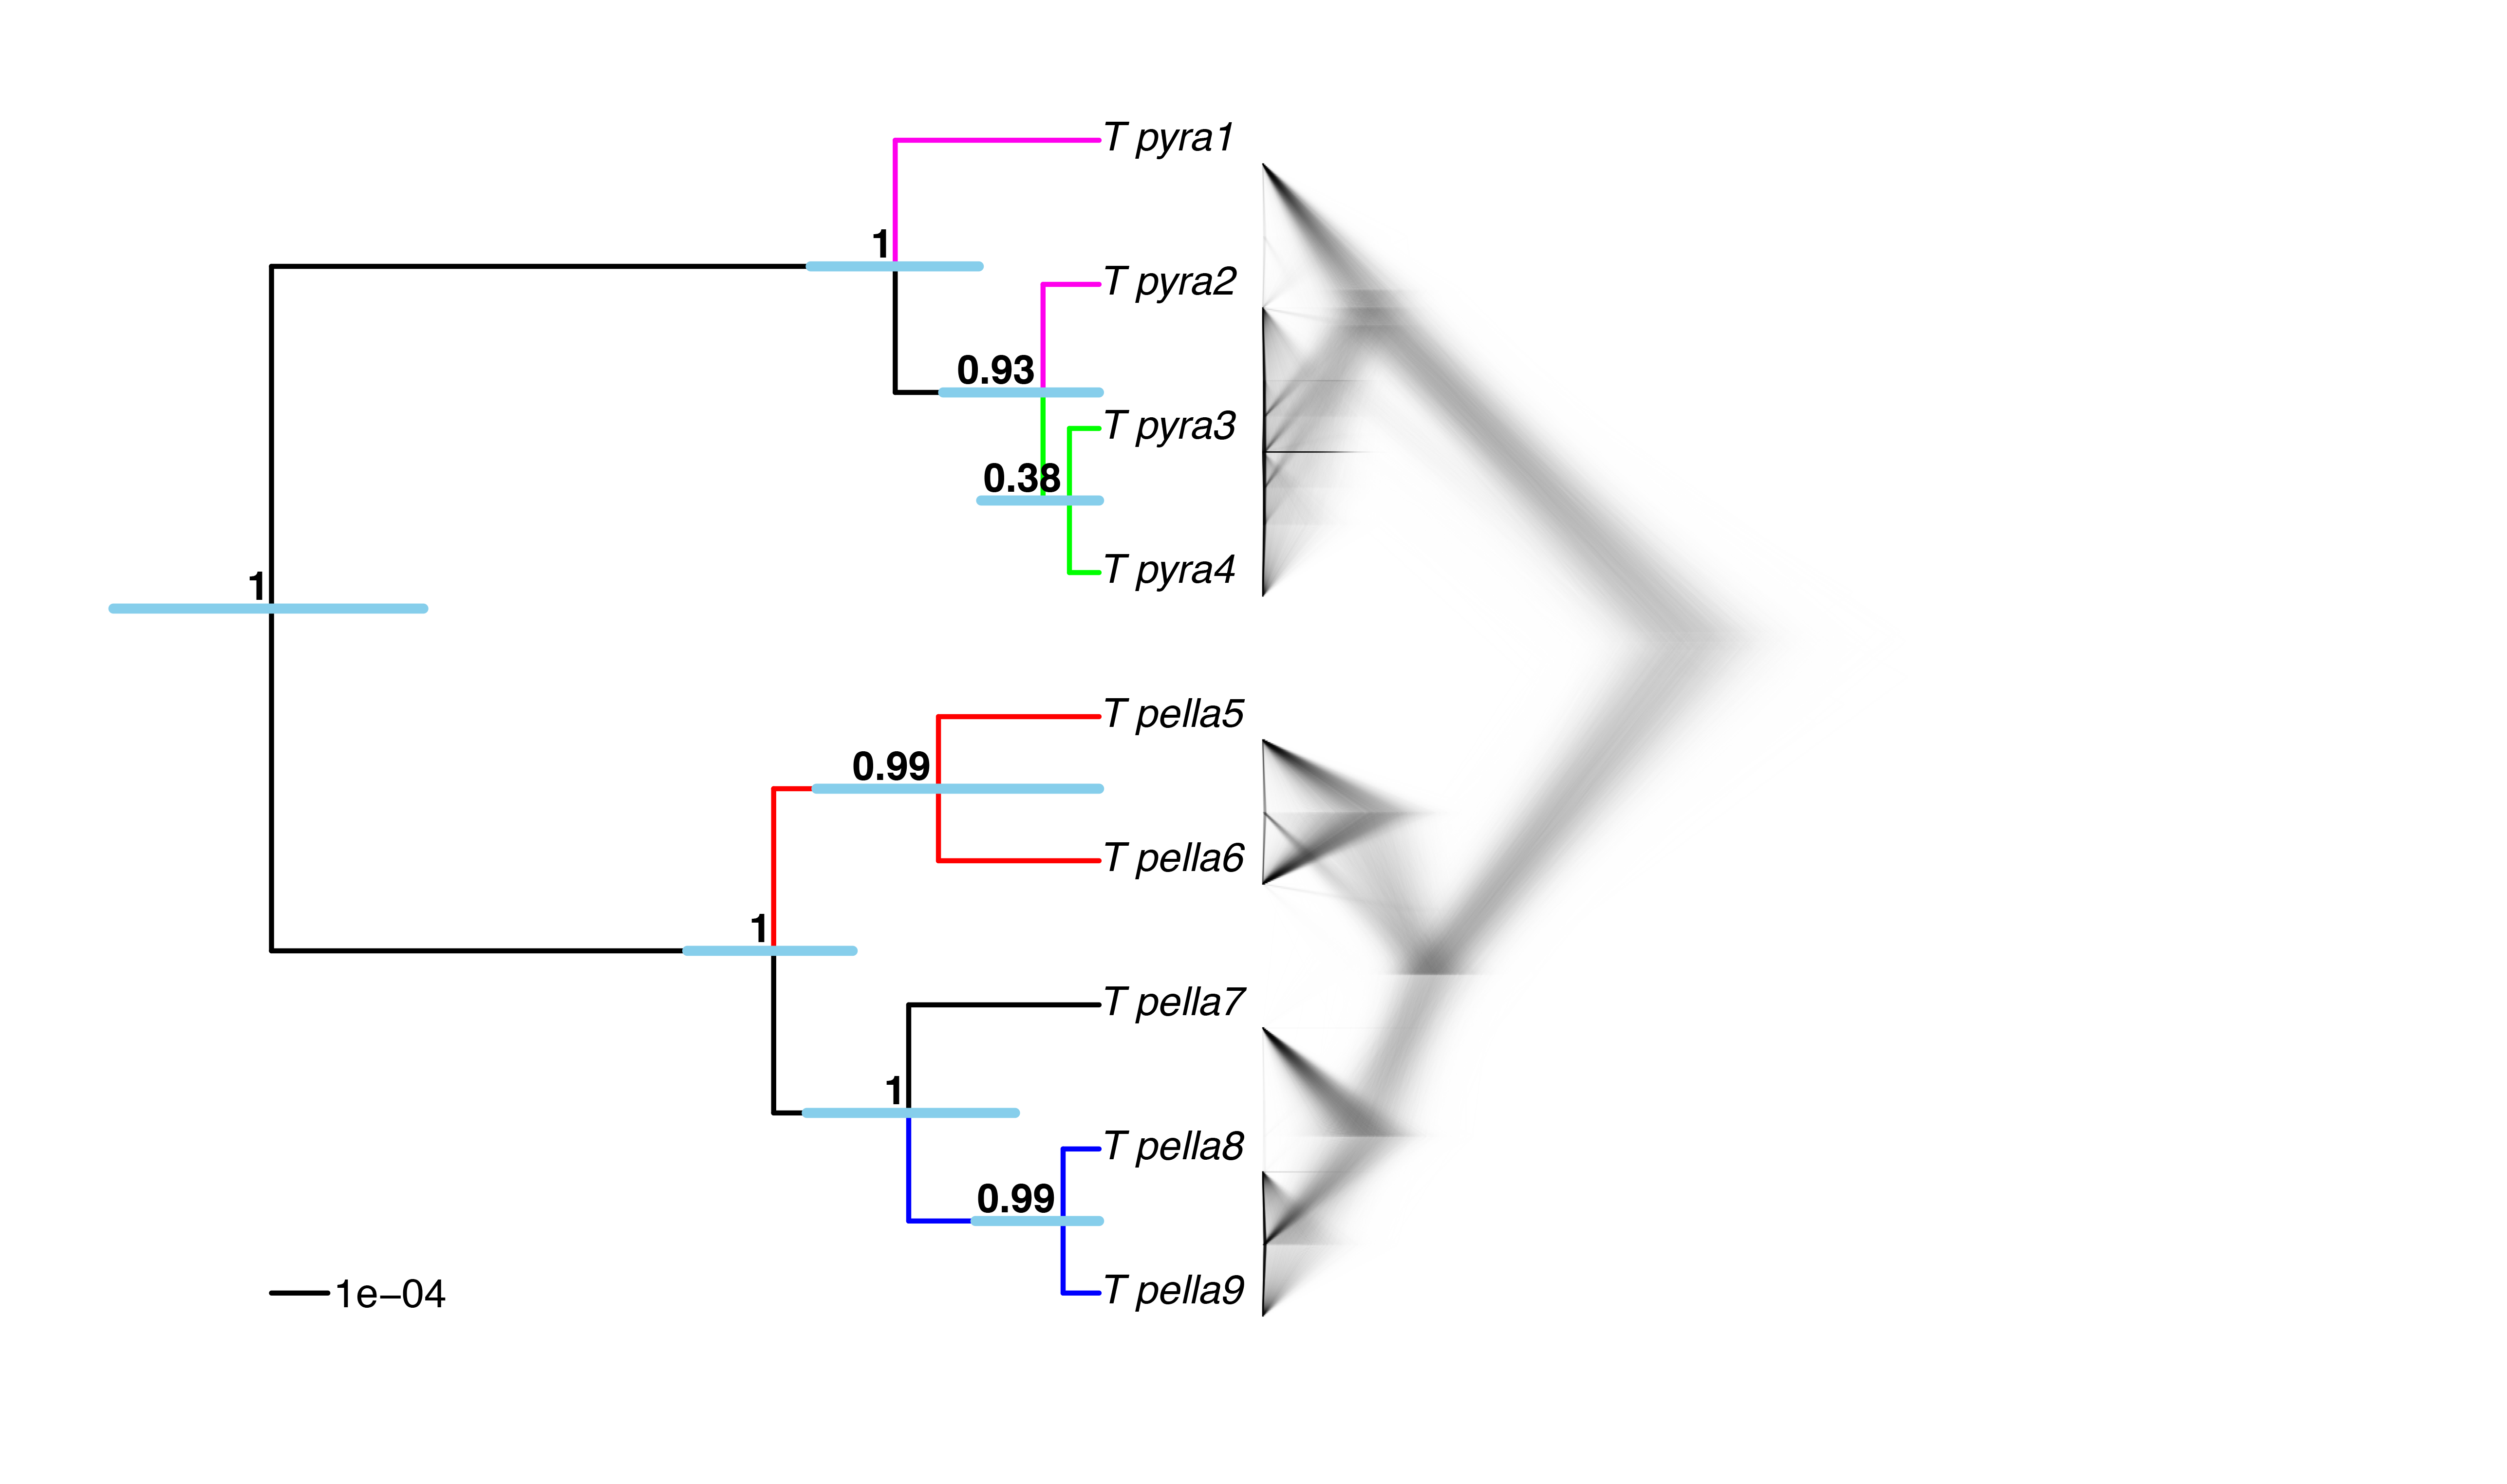 T pyra1
1
T pyra2
0.93
T pyra3
0.38
T pyra4
1
T pella5
0.99
T pella6
1
T pella7
1
T pella8
0.99
T pella9
1e−04